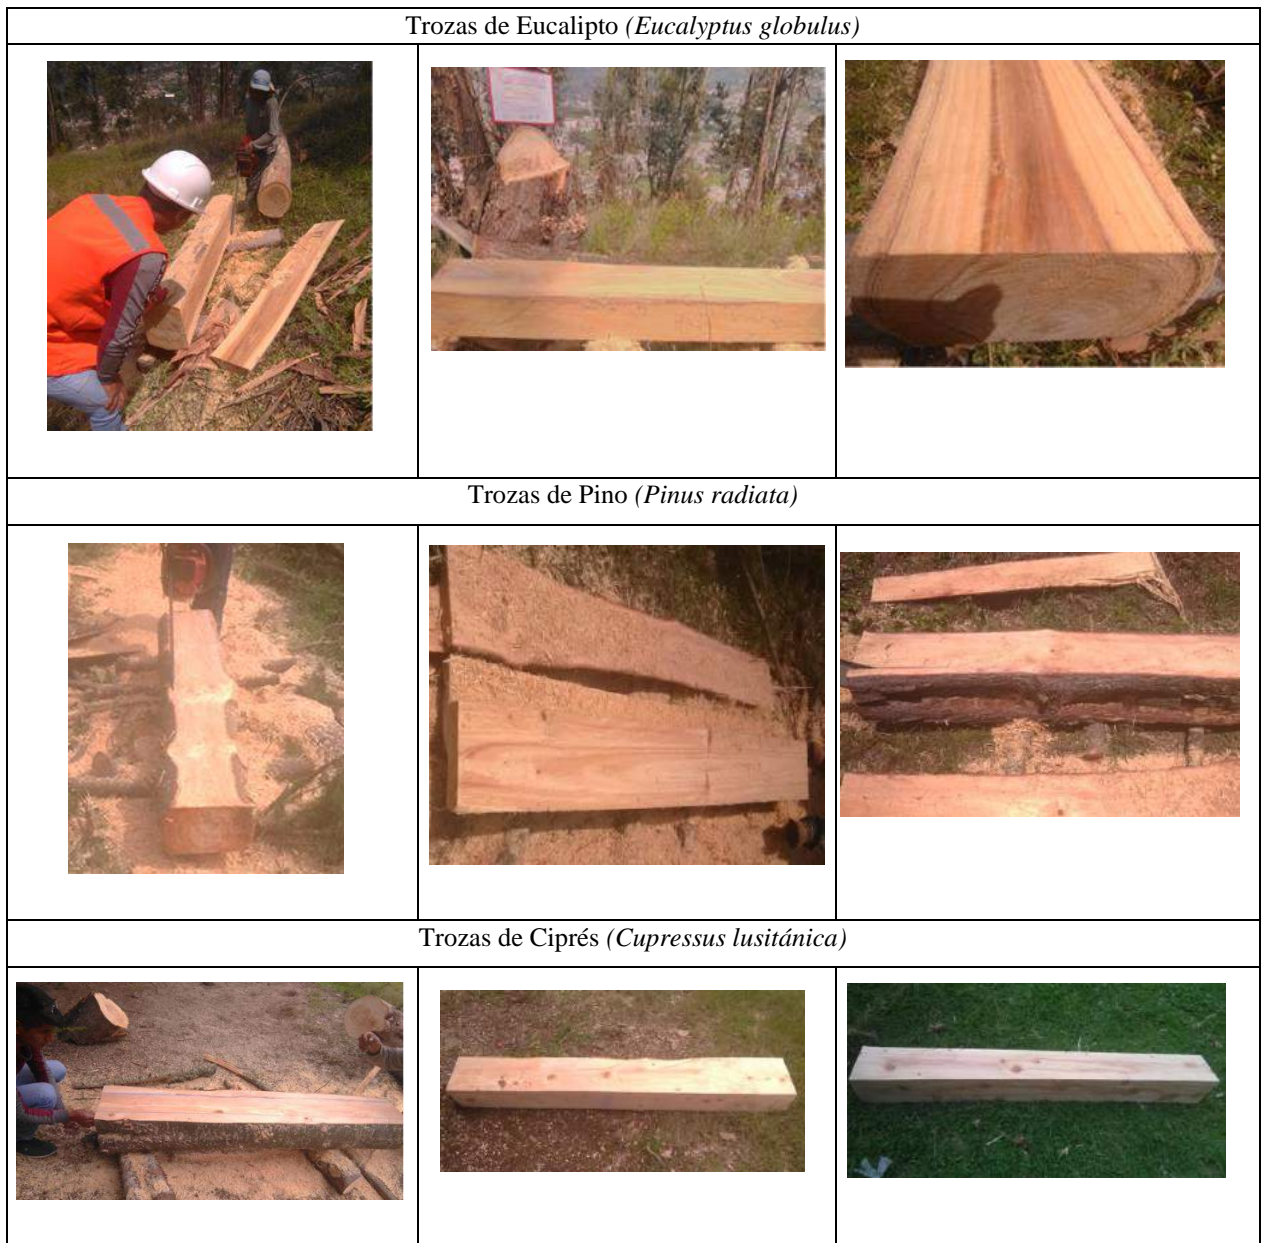 Trozas de Eucalipto (Eucalyptus globulus)
Trozas de Pino (Pinus radiata)
Trozas de Ciprés (Cupressus lusitánica)